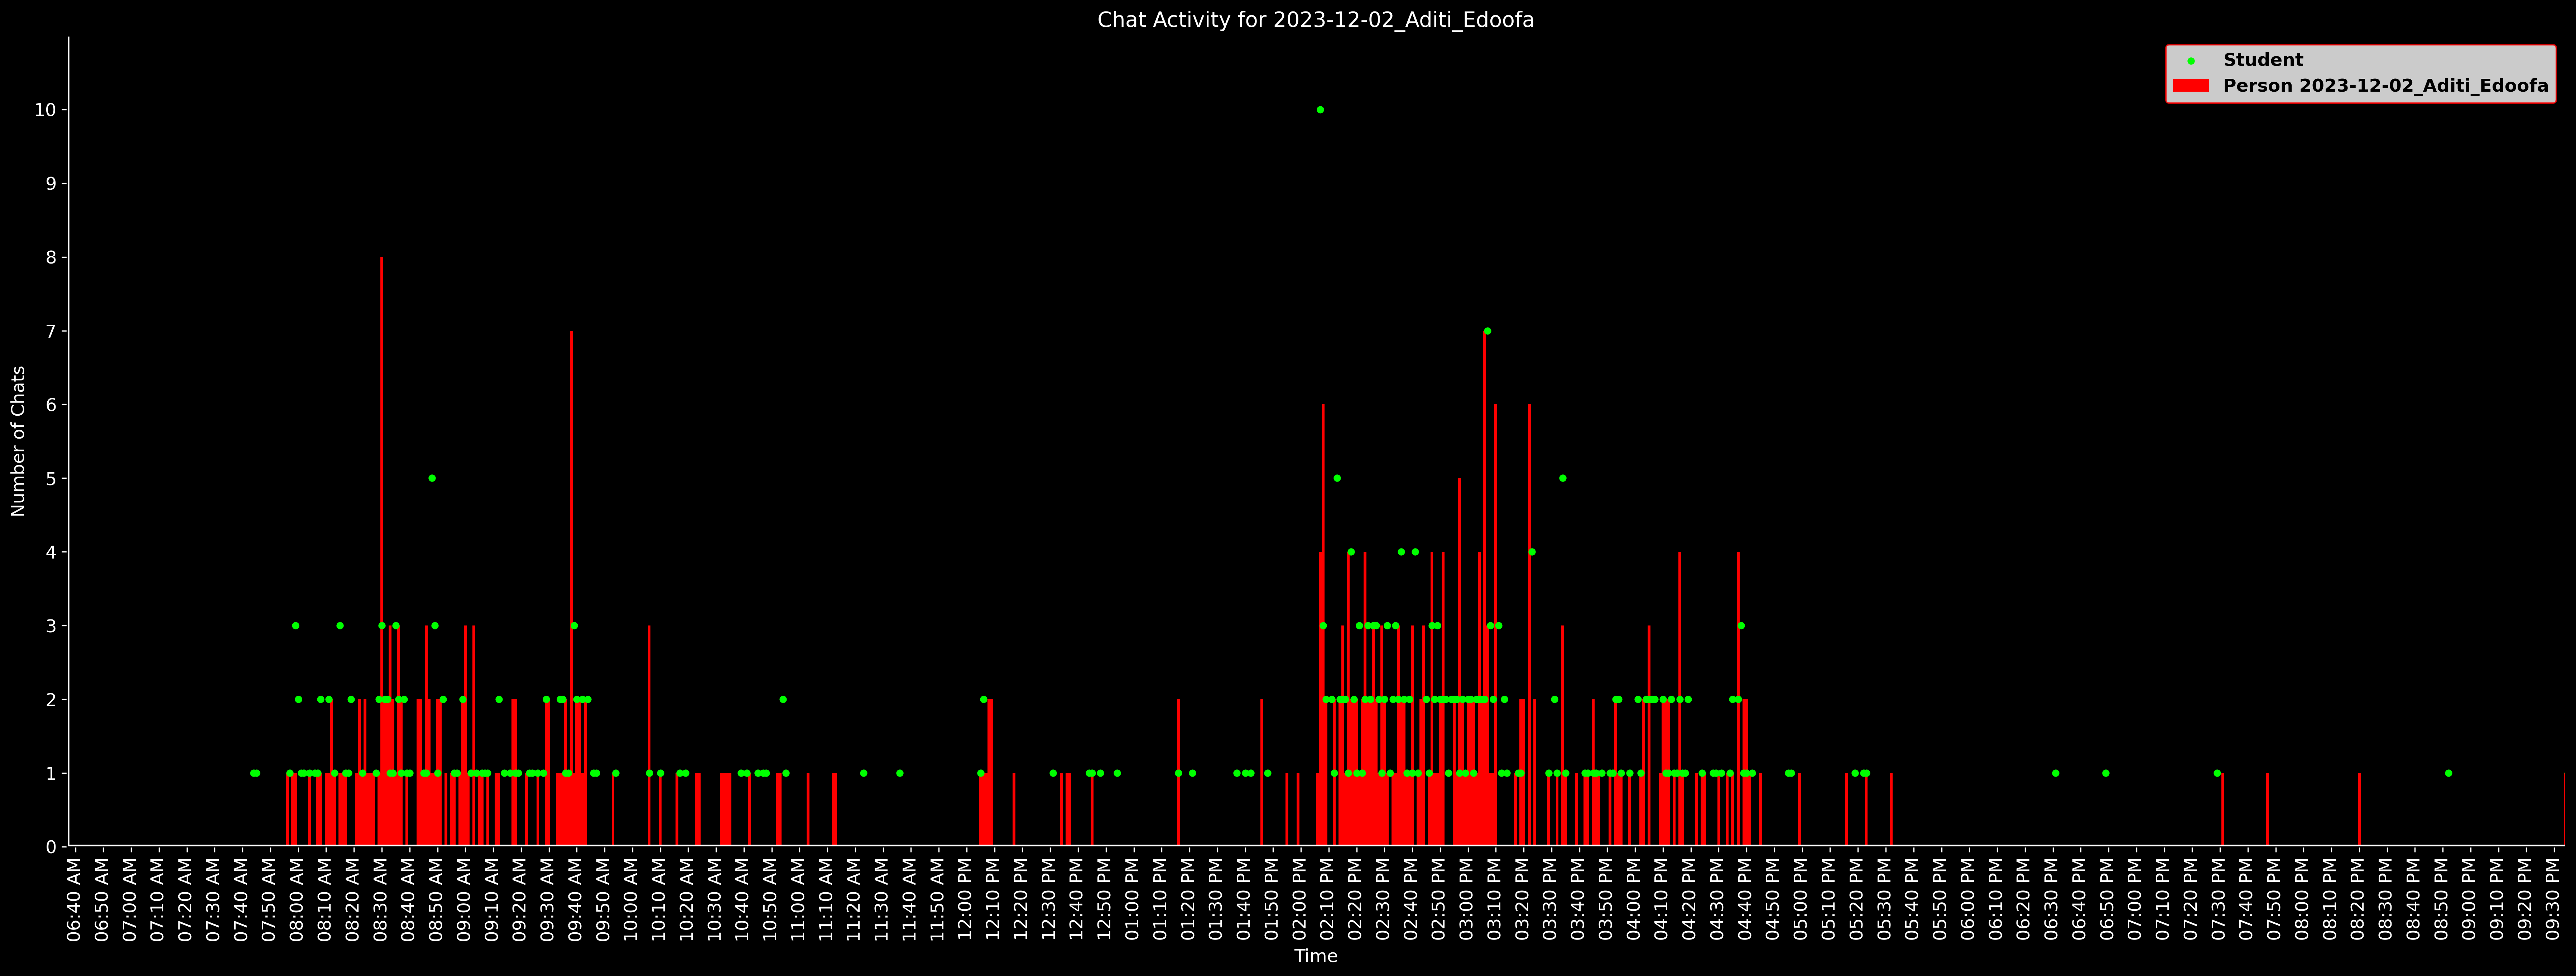 Chat Activity for 2023-12-02_Aditi_Edoofa
Student
Person 2023-12-02_Aditi_Edoofa
Number of Chats
10
9
8
7
6
5
4
3
2
1
0
06:40 AM
06:50 AM
07:00 AM
07:10 AM
07:20 AM
07:30 AM
07:40 AM
07:50 AM
08:00 AM
08:10 AM
08:20 AM
08:30 AM
08:40 AM
08:50 AM
09:00 AM
09:10 AM
09:20 AM
09:30 AM
09:40 AM
09:50 AM
10:00 AM
10:10 AM
10:20 AM
10:30 AM
10:40 AM
10:50 AM
11:00 AM
11:10 AM
11:20 AM
11:30 AM
11:40 AM
11:50 AM
12:00 PM
12:10 PM
12:20 PM
12:30 PM
12:40 PM
12:50 PM
01:00 PM
01:10 PM
01:20 PM
01:30 PM
01:40 PM
01:50 PM
02:00 PM
02:10 PM
02:20 PM
02:30 PM
02:40 PM
02:50 PM
03:00 PM
03:10 PM
03:20 PM
03:30 PM
03:40 PM
03:50 PM
04:00 PM
04:10 PM
04:20 PM
04:30 PM
04:40 PM
04:50 PM
05:00 PM
05:10 PM
05:20 PM
05:30 PM
05:40 PM
05:50 PM
06:00 PM
06:10 PM
06:20 PM
06:30 PM
06:40 PM
06:50 PM
07:00 PM
07:10 PM
07:20 PM
07:30 PM
07:40 PM
07:50 PM
08:00 PM
08:10 PM
08:20 PM
08:30 PM
08:40 PM
08:50 PM
09:00 PM
09:10 PM
09:20 PM
09:30 PM
Time